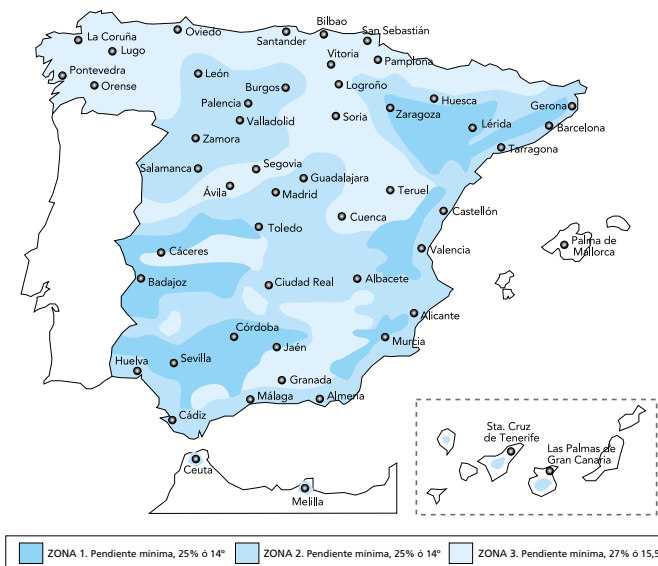 Bilbao
Oviedo
Santander
San Sebastián
La Coruña
Lugo
Vitoria
Pamplona
Pontevedra
León
Orense
Burgos
Logroño
Palencia
Huesca
Gerona
Zaragoza
Valladolid
Soria
Lérida
Barcelona
Zamora
Tarragona
Segovia
Salamanca
Guadalajara
Ávila
Madrid
Teruel
Cuenca
Castellón
Toledo
Palma de
Mallorca
Cáceres
Valencia
Badajoz
Ciudad Real
Albacete
Alicante
Córdoba
Murcia
Jaén
Huelva
Sevilla
Granada
Málaga
Almeria
Cádiz
Sta. Cruz
de Tenerife
Las Palmas de
Gran Canaria
Ceuta
Melilla
ZONA 1. Pendiente mínima, 25% ó 14º
ZONA 2. Pendiente mínima, 25% ó 14º
ZONA 3. Pendiente mínima, 27% ó 15,5